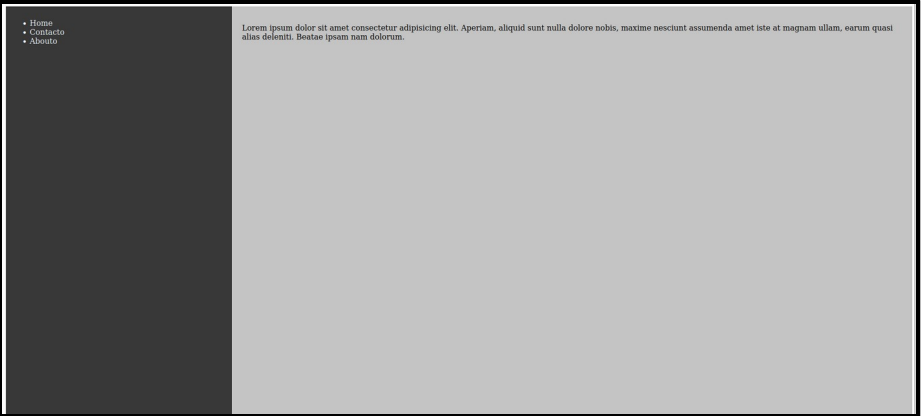 Home
Contacto
Abouto
Lorem ipsum dolor sit amet consectetur adipisicing elit. Aperiam, aliquid sunt nulla dolore nobis, maxime nesciunt assumenda amet iste at magnam ullam, earum quasi
alias deleniti. Beatae ipsam nam dolorum.